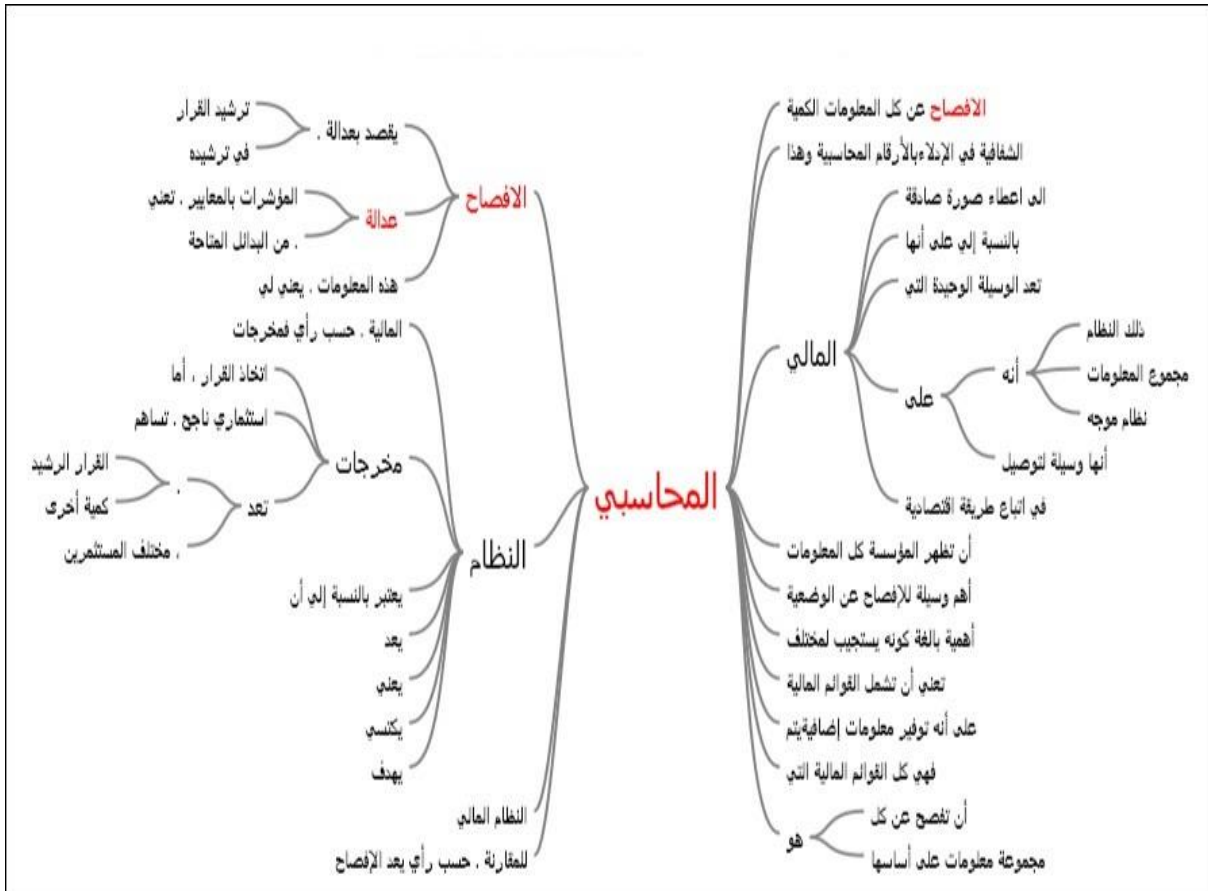 الافصاح عن كل المعلومات الكمية
الشفافية في الإدلاءبالأرقام المحاسبية وهذا
الى اعطاء صورة صادقة
بالنسبة إلي على أنها
تعد الوسيلة الوحيدة التي
المالي
على
أنه
ذلك النظام
مجموع المعلومات
نظام موجه
أنها وسيلة لتوصيل
في اتباع طريقة اقتصادية
المحاسبي
أن تظهر المؤسسة كل المعلومات
أهم وسيلة للإفصاح عن الوضعية
أهمية بالغة كونه يستجيب لمختلف
تعني أن تشمل القوائم المالية
على أنه توفير معلومات إضافيةيتم
فهي كل القوائم المالية التي
هو
أن تفصح عن كل
مجموعة معلومات على أساسها
الافصاح
يقصد بعدالة .
ترشيد القرار
في ترشيده
عدالة
المؤشرات بالمعايير . تعني
. من البدائل المتاحة
هذه المعلومات . يعني لي
النظام
المالية . حسب رأي فمخرجات
مخرجات
اتخاذ القرار ، أما
استثماري ناجح . تساهم
تعد
.
القرار الرشيد
كمية أخرى
، مختلف المستثمرين
يعتبر بالنسبة إلي أن
يعد
يعني
يكتسي
يهدف
النظام المالي
للمقارنة . حسب رأي يعد الإفصاح